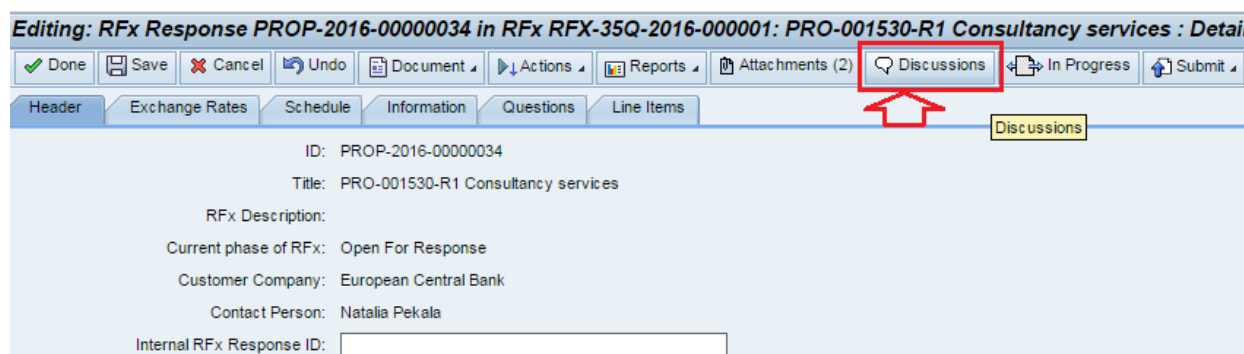 Editing: RFx Response PROP-2016-00000034 in RFx RFX-35Q-2016-000001: PRO-001530-R1 Consultancy services : Detai
Done Save Cancel Undo Document Actions Reports Attachments (2) Discussions In Progress Submit
Header Exchange Rates Schedule Information Questions Line Items
Discussions
ID: PROP-2016-00000034
Title: PRO-001530-R1 Consultancy services
RFx Description:
Current phase of RFx: Open For Response
Customer Company: European Central Bank
Contact Person: Natalia Pekala
Internal RFx Response ID: